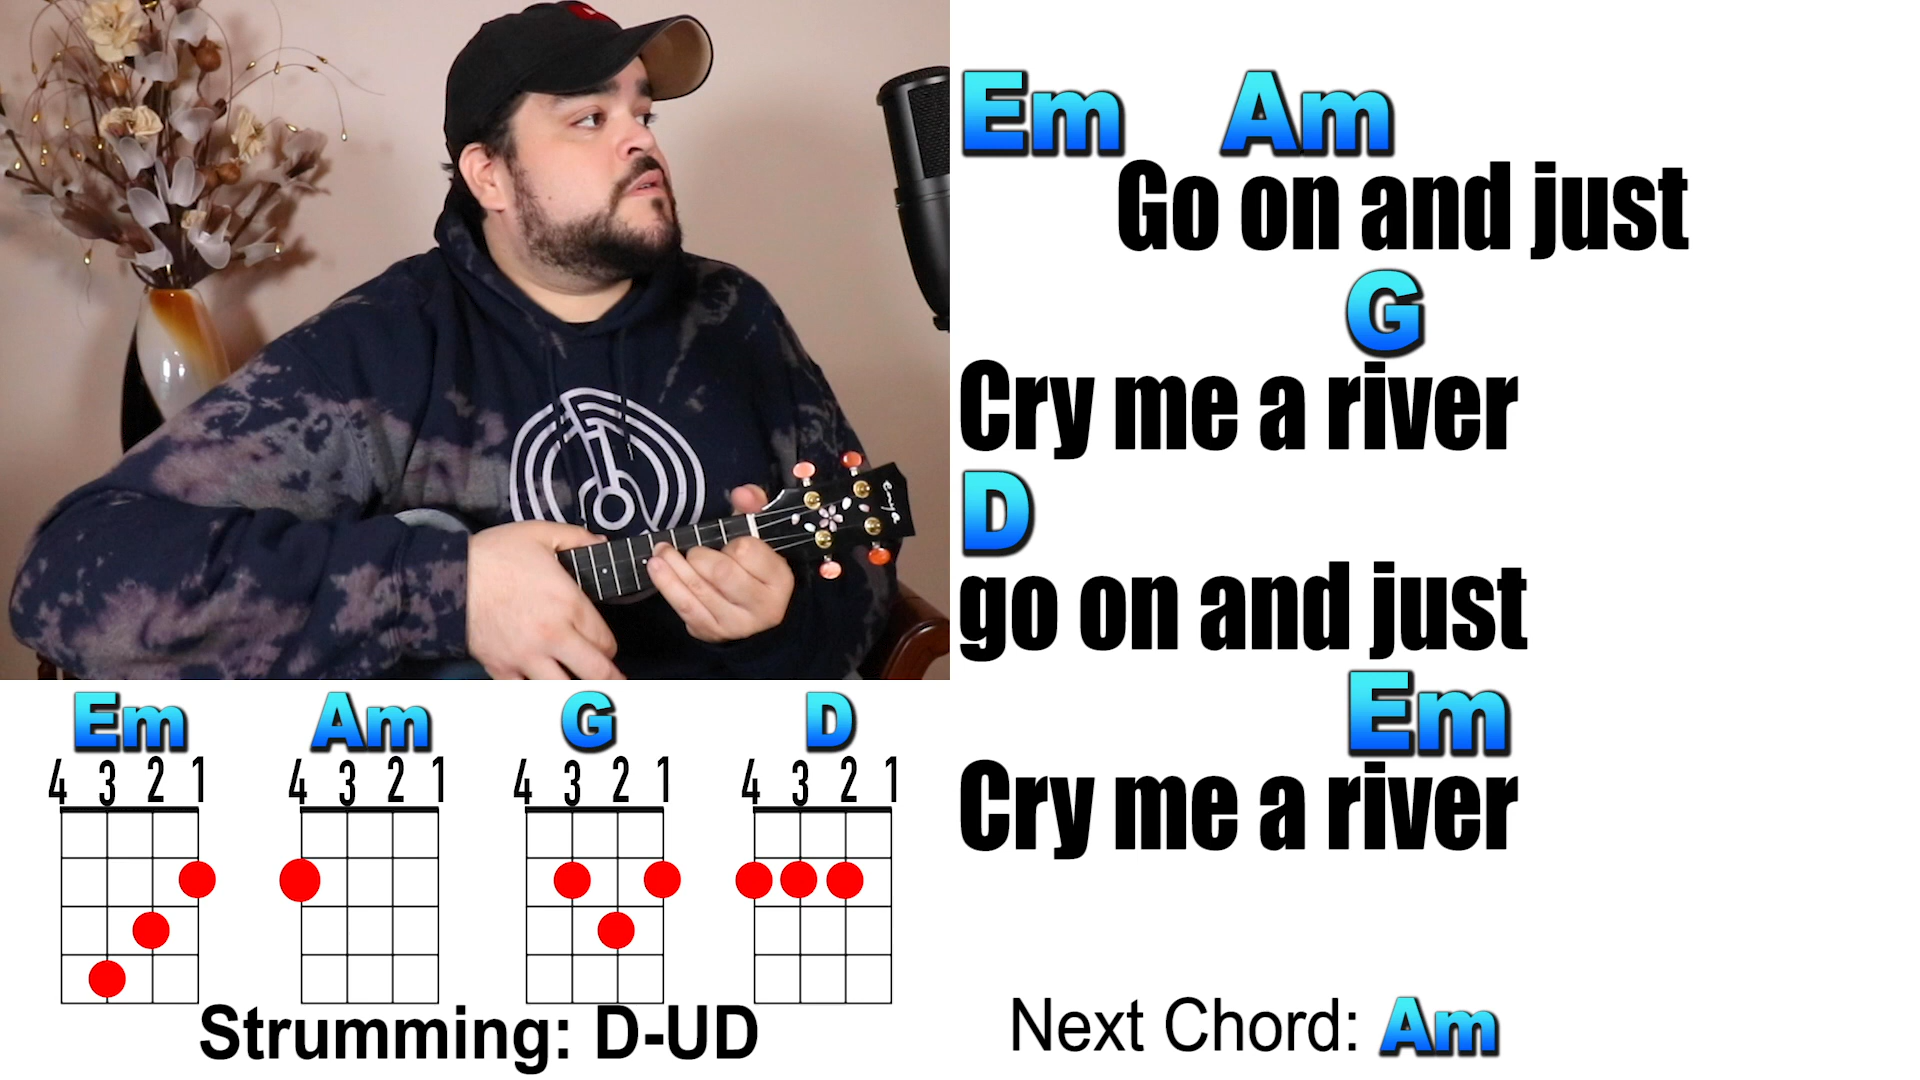 Em Am
Go on and just
G
Cry me a river
D
go on and just
Em
Cry me a river
Next Chord: Am
enya
Em Am G D
4 3 2 1 4 3 2 1 4 3 2 1 4 3 2 1
Strumming: D-UD